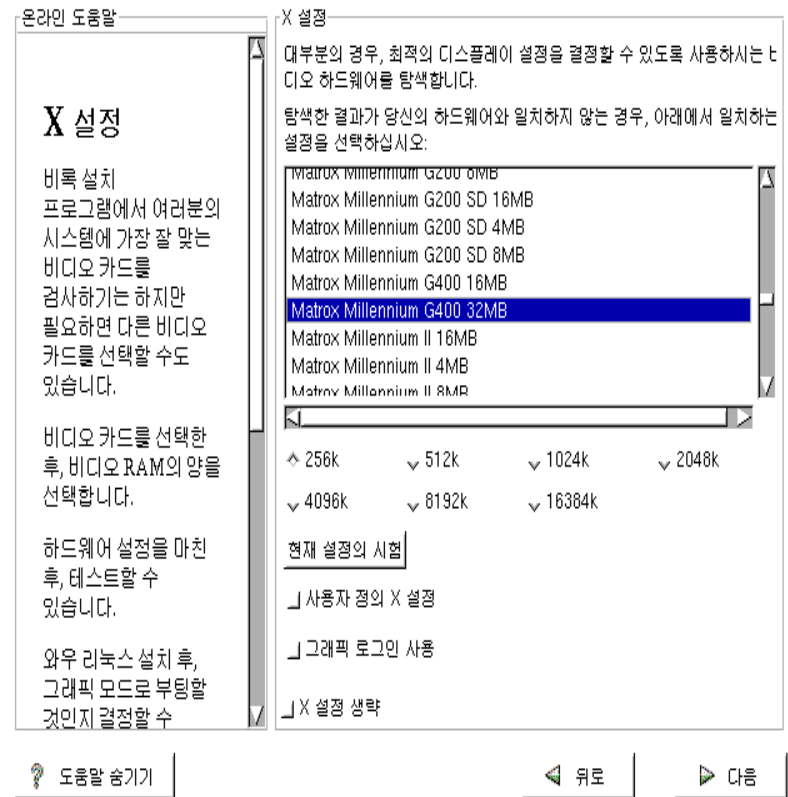 온라인 도움말
X 설정
비록 설치
프로그램에서 여러분의
시스템에 가장 잘 맞는
비디오 카드를
검사하기는 하지만
필요하면 다른 비디오
카드를 선택할 수도
있습니다.
비디오 카드를 선택한
후, 비디오 RAM의 양을
선택합니다.
하드웨어 설정을 마친
후, 테스트할 수
있습니다.
와우 리눅스 설치 후,
그래픽 모드로 부팅할
것인지 결정할 수
X 설정
대부분의 경우, 최적의 디스플레이 설정을 결정할 수 있도록 사용하시는 비
디오 하드웨어를 탐색합니다.
탐색한 결과가 당신의 하드웨어와 일치하지 않는 경우, 아래에서 일치하는
설정을 선택하십시오:
Matrox Millennium G200 8MB
Matrox Millennium G200 SD 16MB
Matrox Millennium G200 SD 4MB
Matrox Millennium G200 SD 8MB
Matrox Millennium G400 16MB
Matrox Millennium G400 32MB
Matrox Millennium II 16MB
Matrox Millennium II 4MB
Matrox Millennium II 8MB
256k 512k 1024k 2048k
4096k 8192k 16384k
현재 설정의 시험
사용자 정의 X 설정
그래픽 로그인 사용
X 설정 생략
도움말 숨기기 뒤로 다음